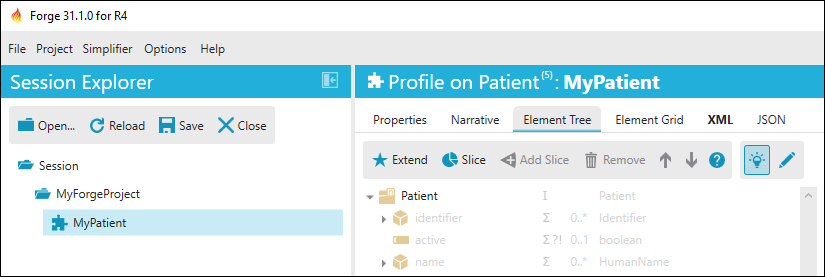 Forge 31.1.0 for R4
File Project Simplifier Options Help
Session Explorer
Profile on Patient(5): MyPatient
Open... Reload Save Close
Properties Narrative Element Tree Element Grid XML JSON
Extend Slice Add Slice Remove
Session
MyForgeProject
MyPatient
Patient I Patient
identifier Σ 0..* Identifier
active Σ ?! 0..1 boolean
name Σ 0..* HumanName